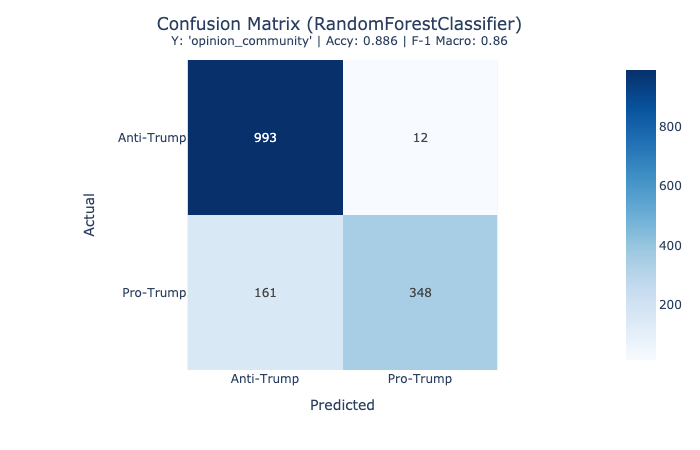 Confusion Matrix (RandomForestClassifier)
Y: 'opinion_community' | Accy: 0.886 | F-1 Macro: 0.86
Anti-Trump 993 12
Pro-Trump 161 348
Actual
Anti-Trump Pro-Trump
Predicted
800
600
400
200